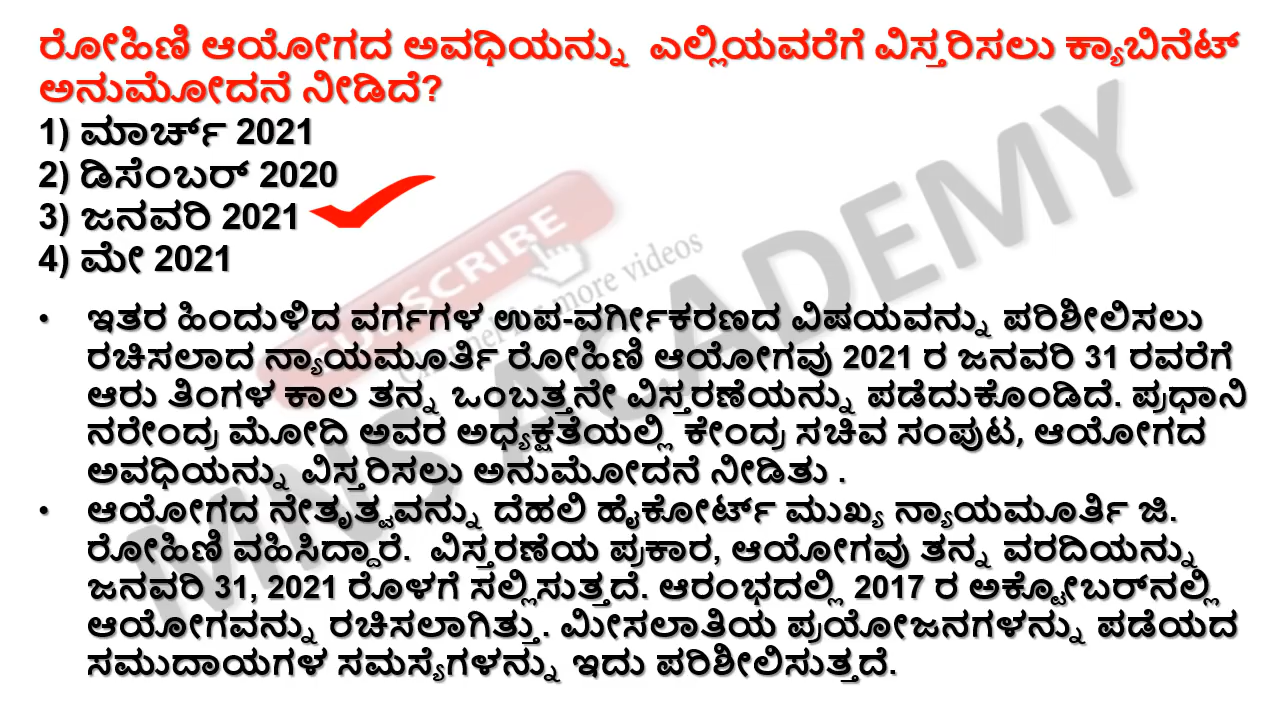 ರೋಹಿಣಿ ಆಯೋಗದ ಅವಧಿಯನ್ನು ಎಲ್ಲಿಯವರೆಗೆ ವಿಸ್ತರಿಸಲು ಕ್ಯಾಬಿನೆಟ್
ಅನುಮೋದನೆ ನೀಡಿದೆ?
1) ಮಾರ್ಚ್ 2021
2) ಡಿಸೆಂಬರ್ 2020
3) ಜನವರಿ 2021
4) ಮೇ 2021
• ಇತರ ಹಿಂದುಳಿದ ವರ್ಗಗಳ ಉಪ-ವರ್ಗೀಕರಣದ ವಿಷಯವನ್ನು ಪರಿಶೀಲಿಸಲು
ರಚಿಸಲಾದ ನ್ಯಾಯಮೂರ್ತಿ ರೋಹಿಣಿ ಆಯೋಗವು 2021 ರ ಜನವರಿ 31 ರವರೆಗೆ
ಆರು ತಿಂಗಳ ಕಾಲ ತನ್ನ ಒಂಬತ್ತನೇ ವಿಸ್ತರಣೆಯನ್ನು ಪಡೆದುಕೊಂಡಿದೆ. ಪ್ರಧಾನಿ
ನರೇಂದ್ರ ಮೋದಿ ಅವರ ಅಧ್ಯಕ್ಷತೆಯಲ್ಲಿ ಕೇಂದ್ರ ಸಚಿವ ಸಂಪುಟ, ಆಯೋಗದ
ಅವಧಿಯನ್ನು ವಿಸ್ತರಿಸಲು ಅನುಮೋದನೆ ನೀಡಿತು .
• ಆಯೋಗದ ನೇತೃತ್ವವನ್ನು ದೆಹಲಿ ಹೈಕೋರ್ಟ್ ಮುಖ್ಯ ನ್ಯಾಯಮೂರ್ತಿ ಜಿ.
ರೋಹಿಣಿ ವಹಿಸಿದ್ದಾರೆ. ವಿಸ್ತರಣೆಯ ಪ್ರಕಾರ, ಆಯೋಗವು ತನ್ನ ವರದಿಯನ್ನು
ಜನವರಿ 31, 2021 ರೊಳಗೆ ಸಲ್ಲಿಸುತ್ತದೆ. ಆರಂಭದಲ್ಲಿ 2017 ರ ಅಕ್ಟೋಬರ್‌ನಲ್ಲಿ
ಆಯೋಗವನ್ನು ರಚಿಸಲಾಗಿತ್ತು. ಮೀಸಲಾತಿಯ ಪ್ರಯೋಜನಗಳನ್ನು ಪಡೆಯದ
ಸಮುದಾಯಗಳ ಸಮಸ್ಯೆಗಳನ್ನು ಇದು ಪರಿಶೀಲಿಸುತ್ತದೆ.
SUBSCRIBE
more videos
MNS ACADEMY